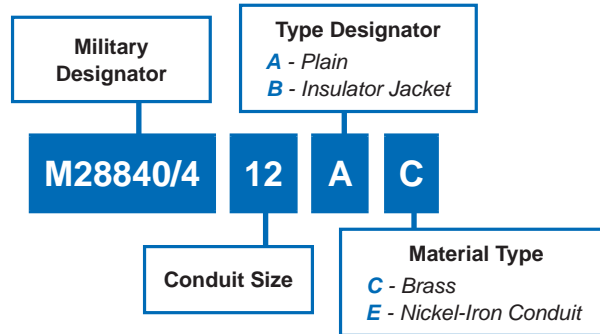 Military
Designator
Type Designator
A - Plain
B - Insulator Jacket
M28840/4 12 A C
Conduit Size
Material Type
C - Brass
E - Nickel-Iron Conduit